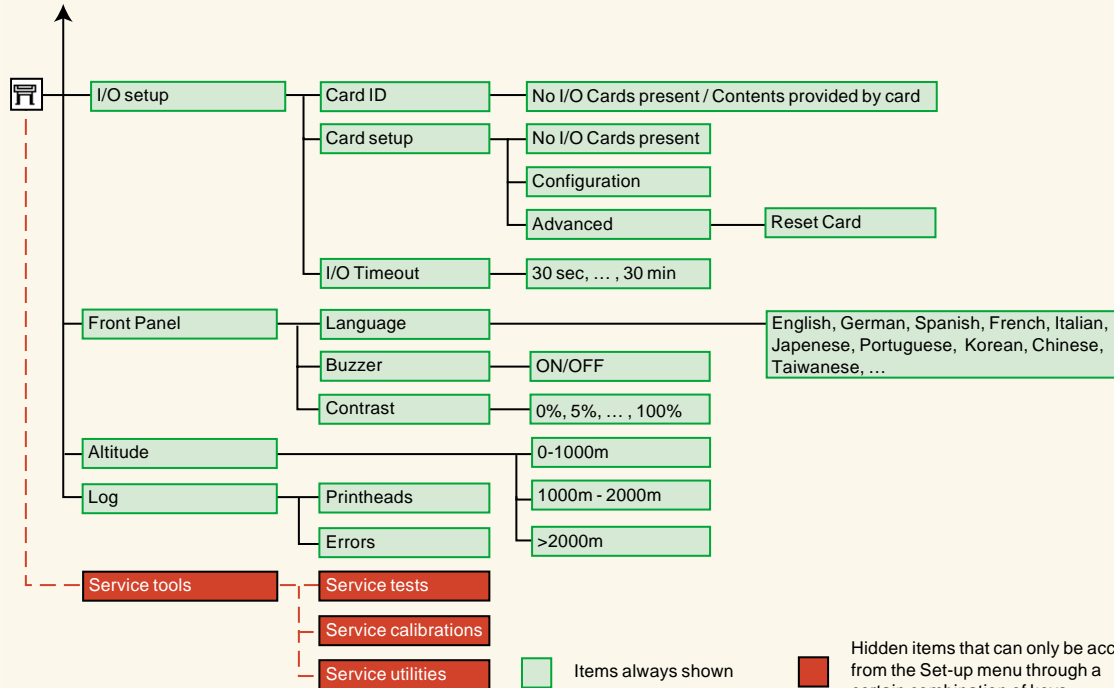 I/O setup
Card ID
No I/O Cards present / Contents provided by card
Card setup
No I/O Cards present
Configuration
Advanced
Reset Card
I/O Timeout
30 sec, ... , 30 min
Front Panel
Language
English, German, Spanish, French, Italian,
Japenese, Portuguese, Korean, Chinese,
Taiwanese, ...
Buzzer
ON/OFF
Contrast
0%, 5%, ... , 100%
Altitude
0-1000m
1000m - 2000m
>2000m
Log
Printheads
Errors
Service tools
Service tests
Service calibrations
Service utilities
Items always shown
Hidden items that can only be
from the Set-up menu through a
certain combination of keys